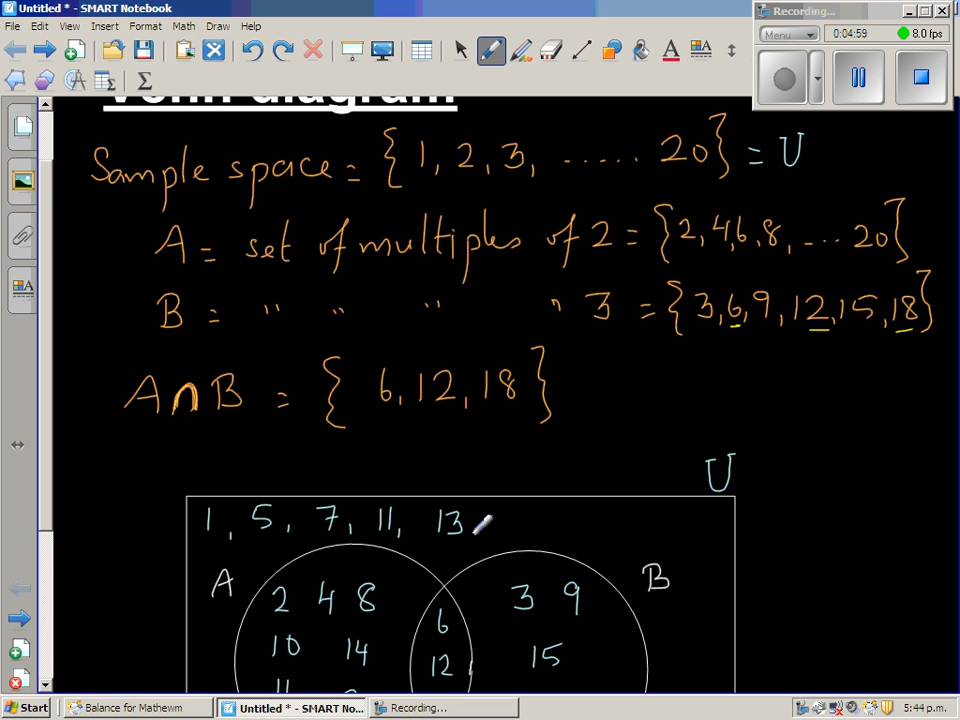 Untitled * - SMART Notebook
Recording...
File Edit View Insert Format Math Draw Help
Menu 0:04:59 8.0 fps
Venn diagram
Sample space = { 1, 2, 3, ...... 20} = U
A = set of multiples of 2 = {2,4,6,8, ... 20}
B = " " " " 3 = {3,6,9,12,15,18}
A∩B = { 6, 12, 18 }
U
1, 5, 7, 11, 13
A B
2 4 8 3 9
6
10 14 15
12
Start Balance for Mathewm Untitled * - SMART No... Recording... 5:44 p.m.